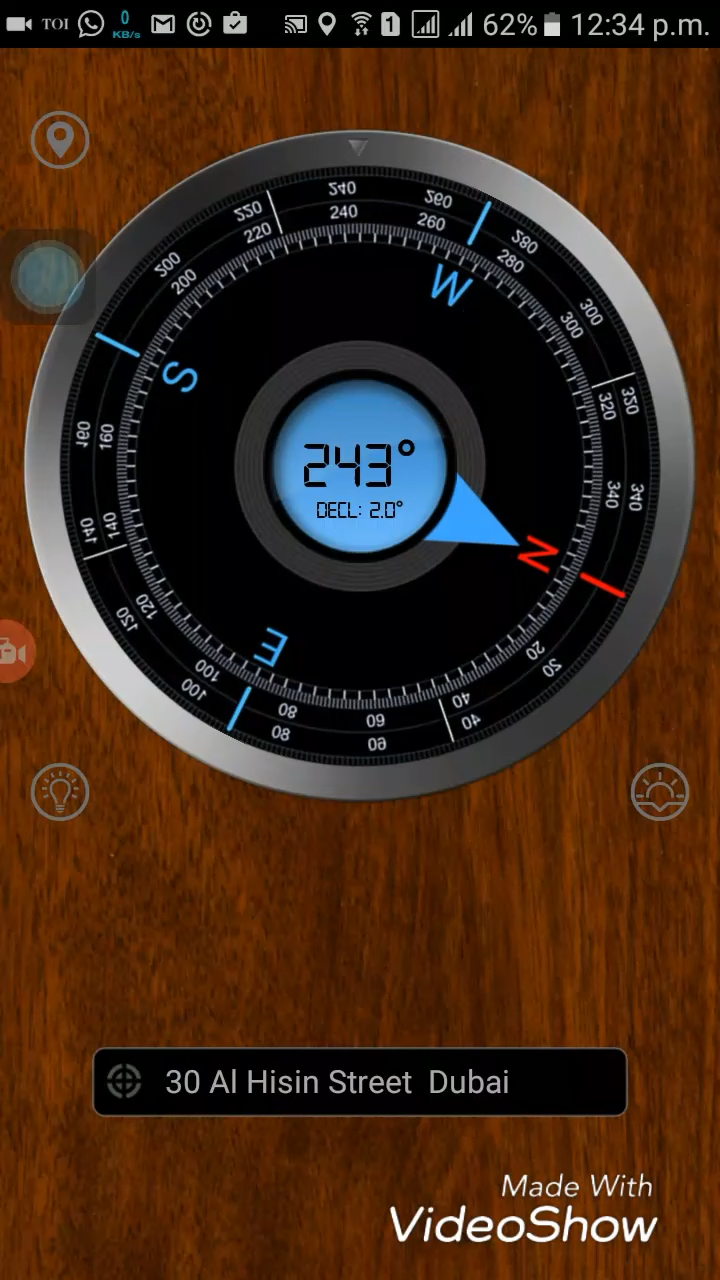 TOI 0 KB/s 1 62% 12:34 p.m.
240
220 260
240
220 260
280
200 280
200 300
300
W
320
320
S
160 160
340 340
243°
DECL: 2.0°
140 140
N
120 120
E
20 20
100 100
80 60 40
80 60 40
30 Al Hisin Street Dubai
Made With
VideoShow